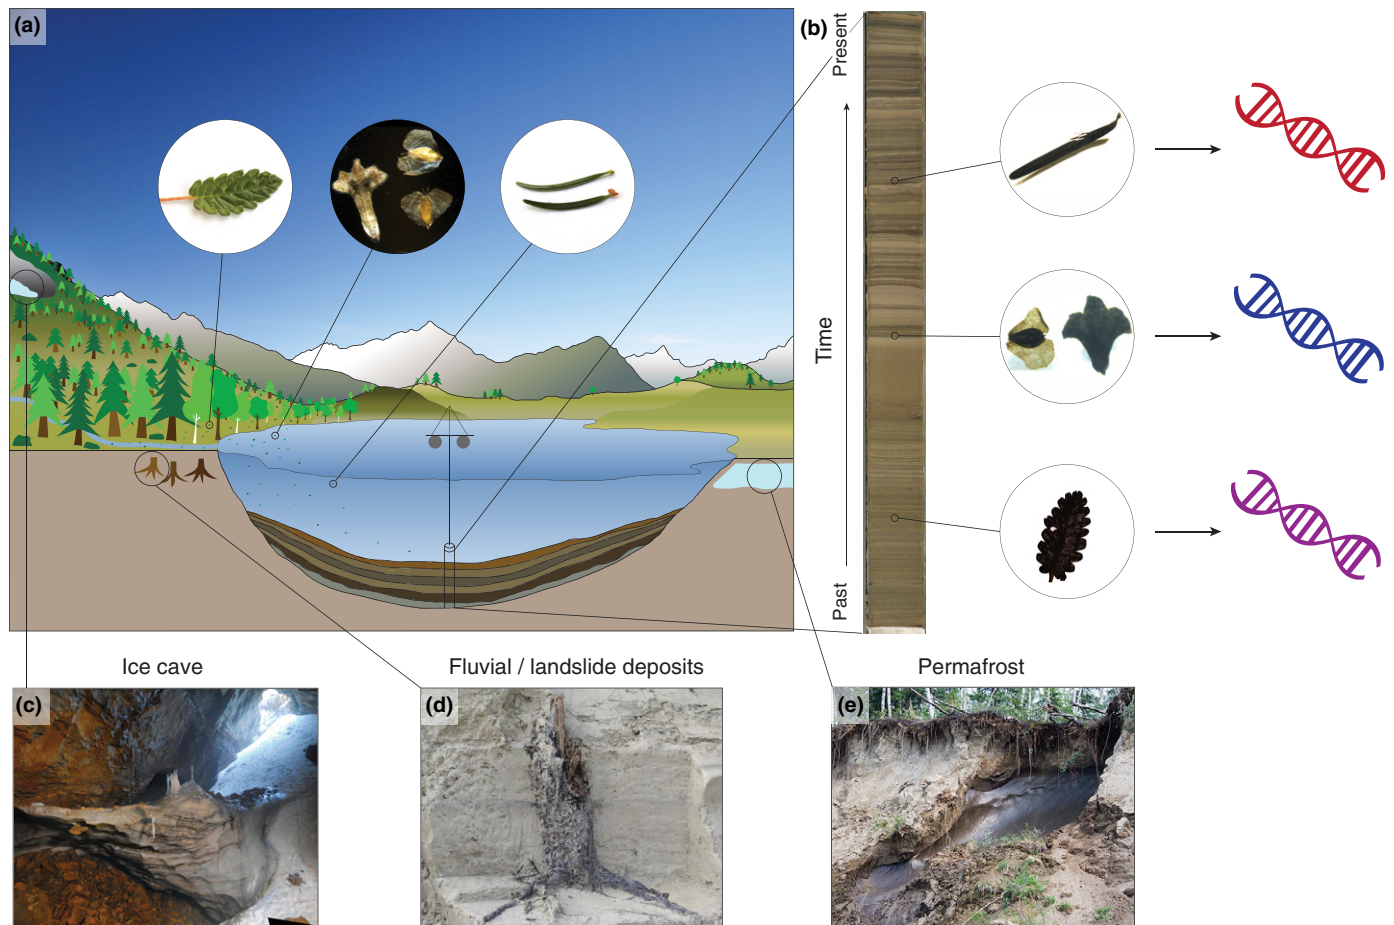 (a)
(b)
Present
Time
Past
Ice cave
Fluvial / landslide deposits
Permafrost
(c)
(d)
(e)